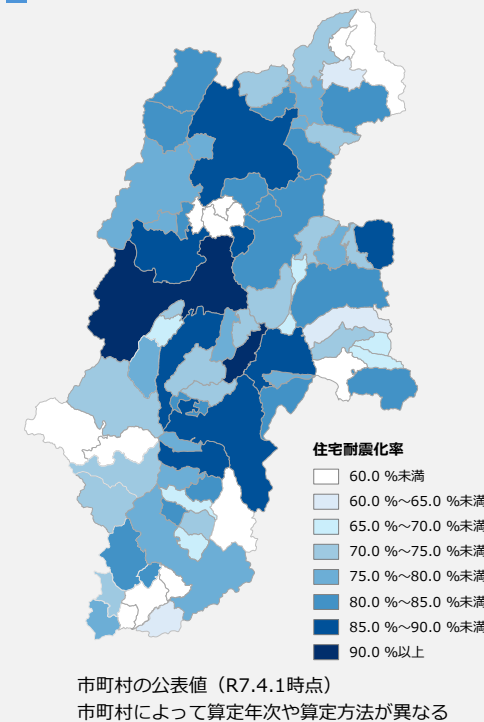 住宅耐震化率
60.0 %未満
60.0 %～65.0 %未満
65.0 %～70.0 %未満
70.0 %～75.0 %未満
75.0 %～80.0 %未満
80.0 %～85.0 %未満
85.0 %～90.0 %未満
90.0 %以上
市町村の公表値（R7.4.1時点）
市町村によって算定年次や算定方法が異なる